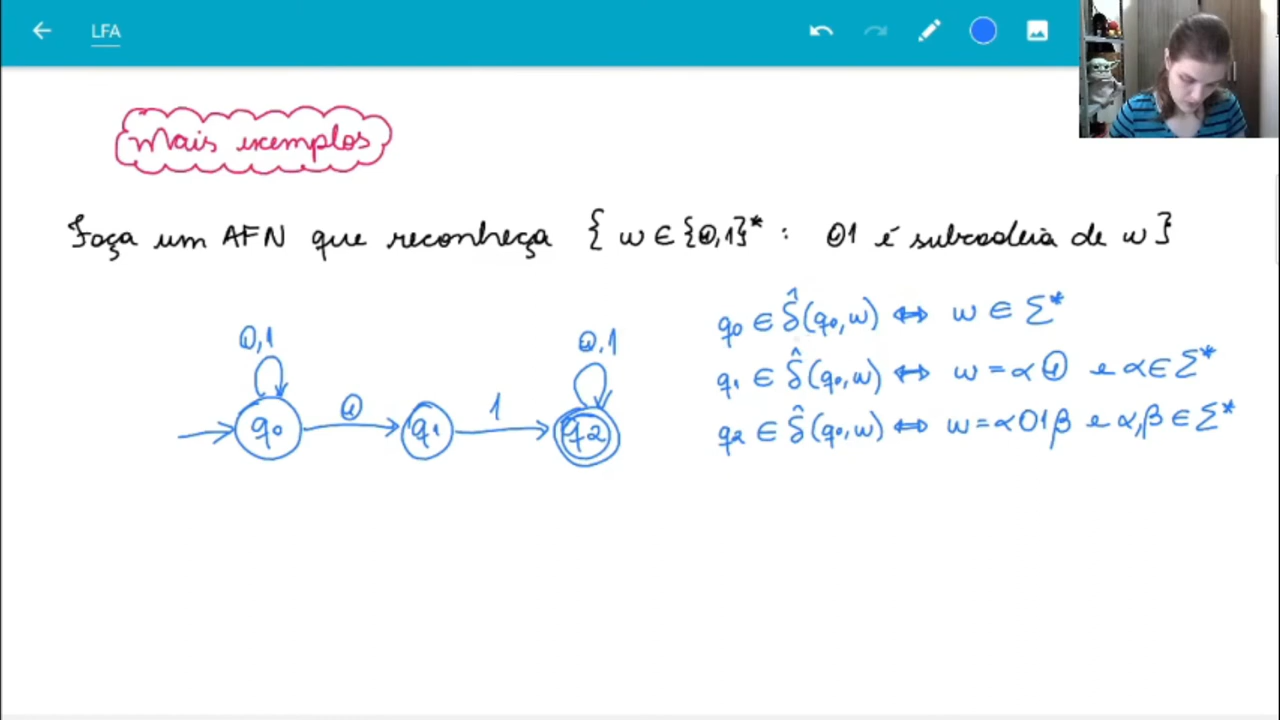 LFA
Mais exemplos
Faça um AFN que reconheça { w ∈ {0,1}* : 01 é subcadeia de w }
0,1 0,1
q0 0 q1 1 q2
q0 ∈ δ̂(q0,w) ⇔ w ∈ Σ*
q1 ∈ δ̂(q0,w) ⇔ w = α0 e α ∈ Σ*
q2 ∈ δ̂(q0,w) ⇔ w = α01β e α,β ∈ Σ*